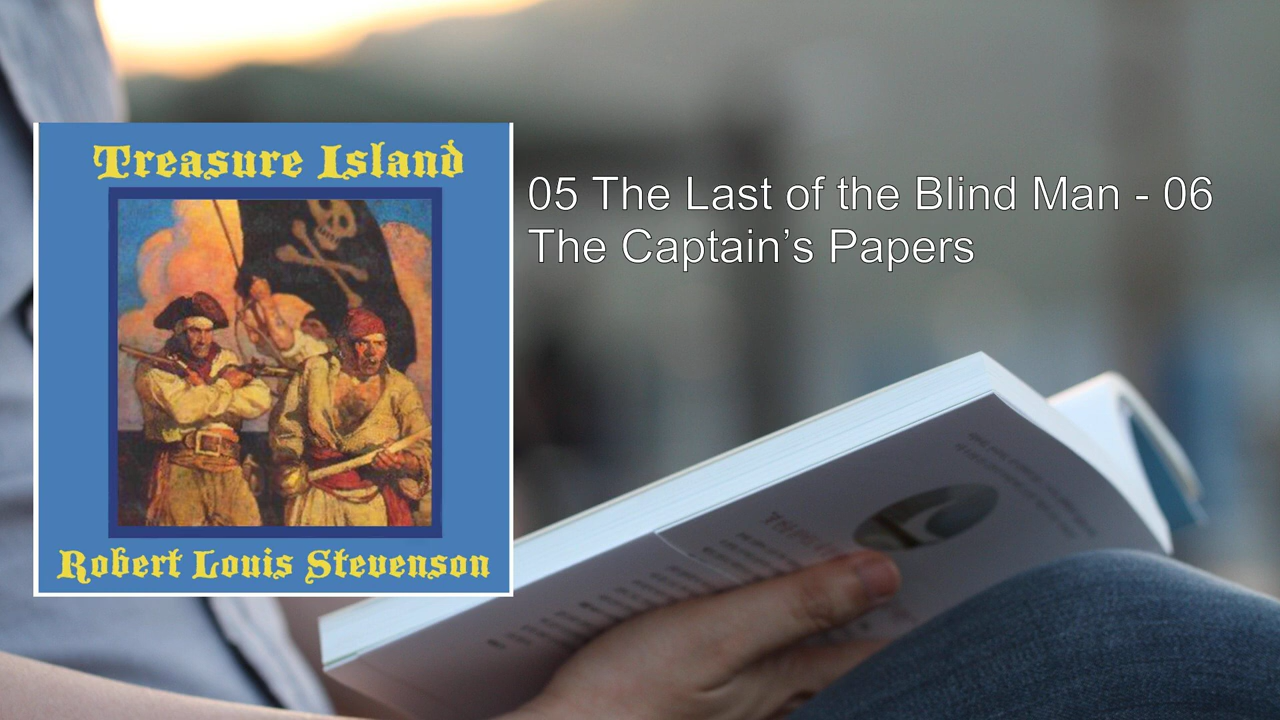 Treasure Island
Robert Louis Stevenson
05 The Last of the Blind Man - 06
The Captain’s Papers